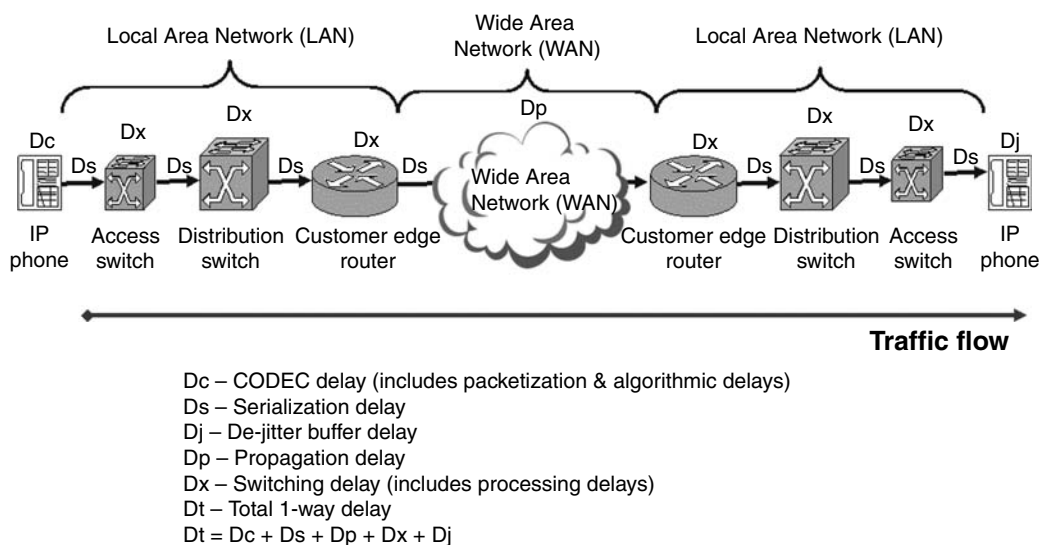 Local Area Network (LAN)
Wide Area
Network (WAN)
Local Area Network (LAN)
Dc
Ds
Dx
Ds
Dx
Ds
Dx
Ds
Dp
Wide Area
Network (WAN)
Dx
Ds
Dx
Ds
Dx
Ds
Dj
IP
phone
Access
switch
Distribution
switch
Customer edge
router
Customer edge
router
Distribution
switch
Access
switch
IP
phone
Traffic flow
Dc – CODEC delay (includes packetization & algorithmic delays)
Ds – Serialization delay
Dj – De-jitter buffer delay
Dp – Propagation delay
Dx – Switching delay (includes processing delays)
Dt – Total 1-way delay
Dt = Dc + Ds + Dp + Dx + Dj